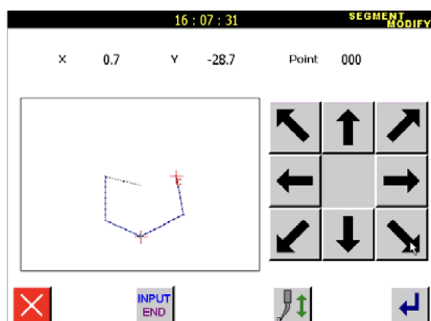 16 : 07 : 31
SEGMENT
MODIFY
X 0.7 Y -28.7 Point 000
INPUT
END